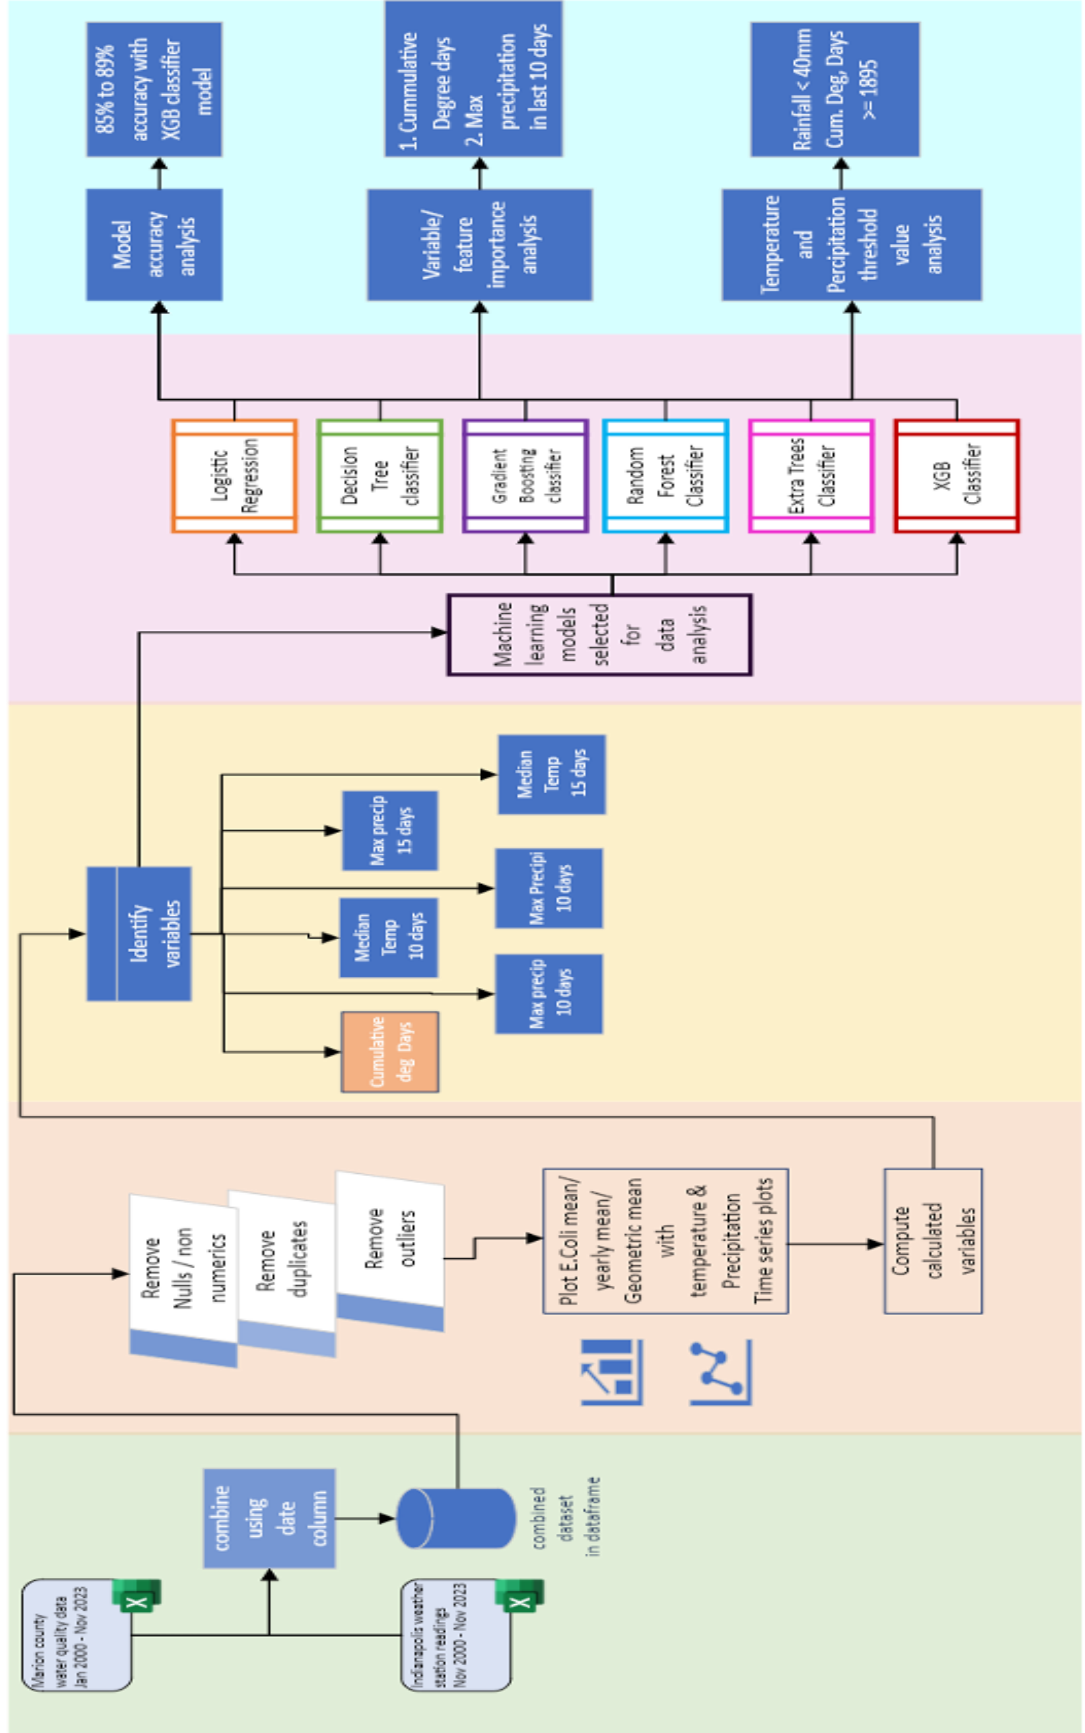 Marion county
water quality data
Jan 2000 - Nov 2023
Indianapolis weather
station readings
Nov 2000 - Nov 2023
combine
using
date
column
combined
dataset
in dataframe
Remove
Nulls / non
numerics
Remove
duplicates
Remove
outliers
Plot E.Coli mean/
yearly mean/
Geometric mean
with
temperature &
Precipitation
Time series plots
Compute
calculated
variables
Identify
variables
Cumulative
deg Days
Max precip
10 days
Median
Temp
10 days
Max Precipi
10 days
Max precip
15 days
Median
Temp
15 days
Machine
learning
models
selected
for
data
analysis
Logistic
Regression
Decision
Tree
classifier
Gradient
Boosting
classifier
Random
Forest
Classifier
Extra Trees
Classifier
XGB
Classifier
Model
accuracy
analysis
85% to 89%
accuracy with
XGB classifier
model
Variable/
feature
importance
analysis
1. Cummulative
Degree days
2. Max
precipitation
in last 10 days
Temperature
and
Percipitation
threshold
value
analysis
Rainfall < 40mm
Cum. Deg, Days
>= 1895